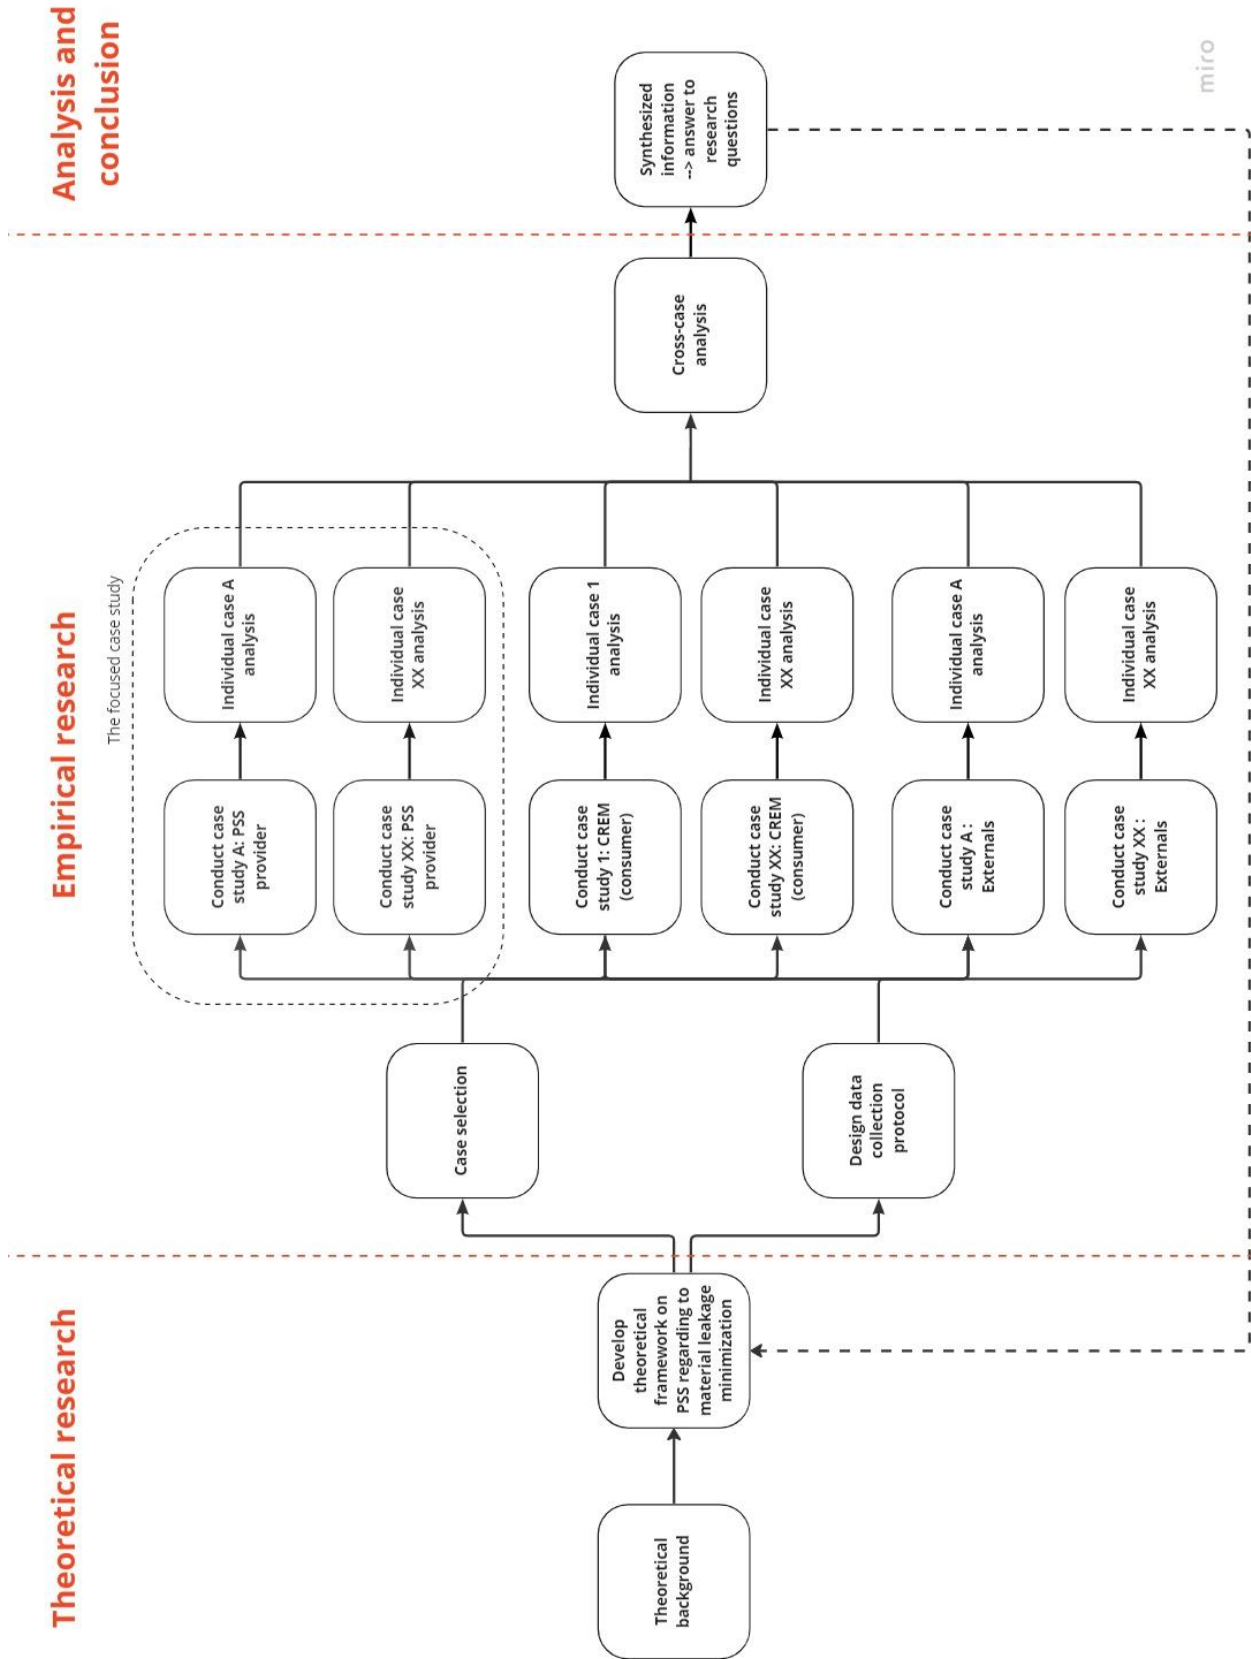 Theoretical research
Empirical research
Analysis and
conclusion
Theoretical
background
Develop
theoretical
framework on
PSS regarding to
material leakage
minimization
Case selection
Design data
collection
protocol
The focused case study
Conduct case
study A: PSS
provider
Individual case A
analysis
Conduct case
study XX: PSS
provider
Individual case
XX analysis
Conduct case
study 1: CREM
(consumer)
Individual case 1
analysis
Conduct case
study XX: CREM
(consumer)
Individual case
XX analysis
Conduct case
study A :
Externals
Individual case A
analysis
Conduct case
study XX :
Externals
Individual case
XX analysis
Cross-case
analysis
Synthesized
information
--> answer to
research
questions
miro